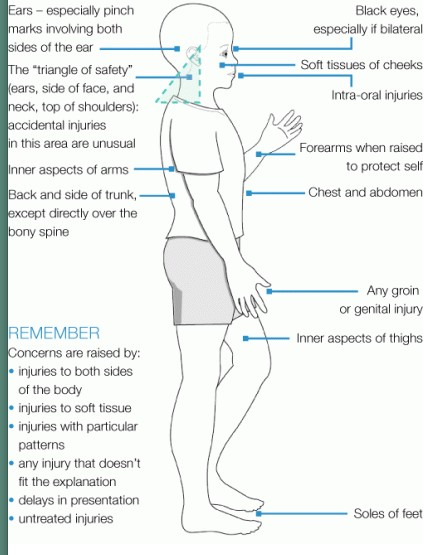 Ears – especially pinch
marks involving both
sides of the ear
The “triangle of safety”
(ears, side of face, and
neck, top of shoulders):
accidental injuries
in this area are unusual
Inner aspects of arms
Back and side of trunk,
except directly over the
bony spine
Black eyes,
especially if bilateral
Soft tissues of cheeks
Intra-oral injuries
Forearms when raised
to protect self
Chest and abdomen
Any groin
or genital injury
Inner aspects of thighs
Soles of feet
REMEMBER
Concerns are raised by:
• injuries to both sides
of the body
• injuries to soft tissue
• injuries with particular
patterns
• any injury that doesn’t
fit the explanation
• delays in presentation
• untreated injuries